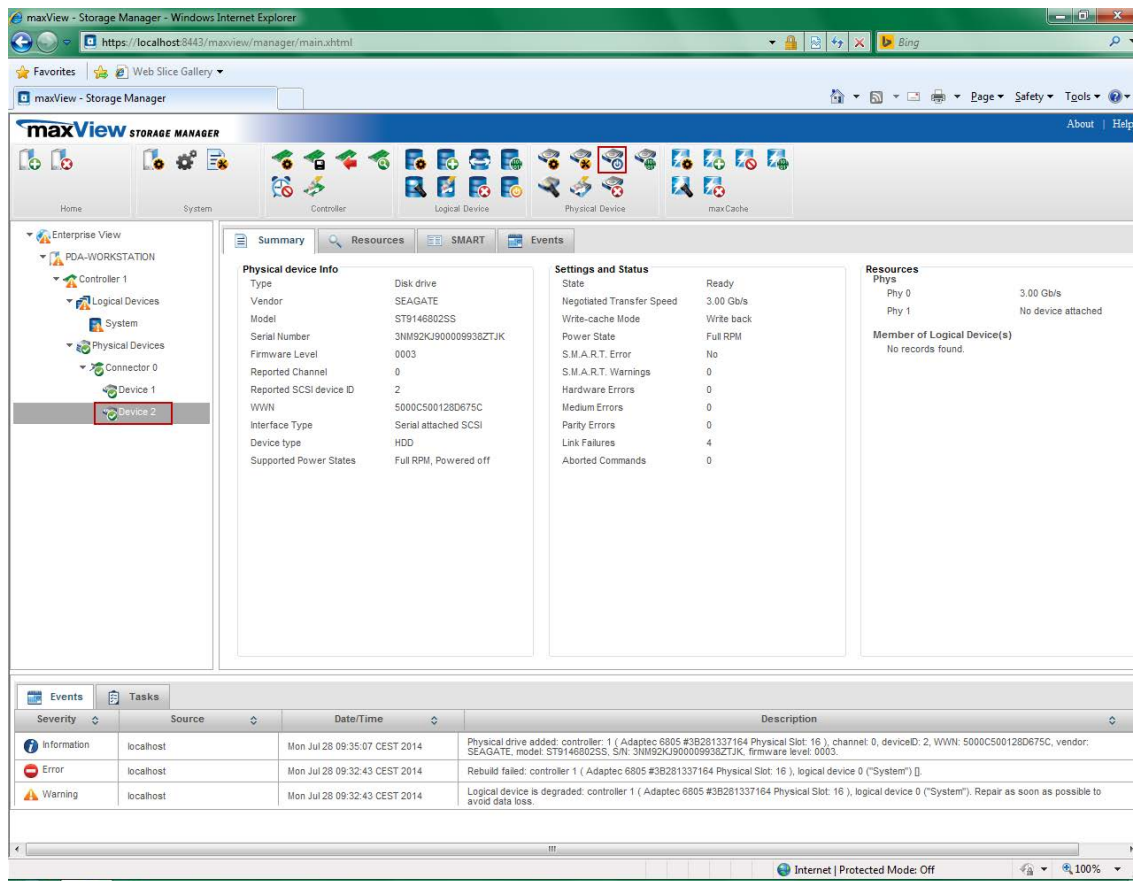 maxView - Storage Manager - Windows Internet Explorer
https://localhost:8443/maxview/manager/main.xhtml
Bing
Favorites
Web Slice Gallery
maxView - Storage Manager
Page
Safety
Tools
maxView STORAGE MANAGER
About | Help
Home
System
Controller
Logical Device
Physical Device
maxCache
Enterprise View
PDA-WORKSTATION
Controller 1
Logical Devices
System
Physical Devices
Connector 0
Device 1
Device 2
Summary
Resources
SMART
Events
Physical device Info
Type Disk drive
Vendor SEAGATE
Model ST9146802SS
Serial Number 3NM92KJ900009938ZTJK
Firmware Level 0003
Reported Channel 0
Reported SCSI device ID 2
WWN 5000C500128D675C
Interface Type Serial attached SCSI
Device type HDD
Supported Power States Full RPM, Powered off
Settings and Status
State Ready
Negotiated Transfer Speed 3.00 Gb/s
Write-cache Mode Write back
Power State Full RPM
S.M.A.R.T. Error No
S.M.A.R.T. Warnings 0
Hardware Errors 0
Medium Errors 0
Parity Errors 0
Link Failures 4
Aborted Commands 0
Resources
Phys
Phy 0 3.00 Gb/s
Phy 1 No device attached
Member of Logical Device(s)
No records found.
Events
Tasks
Severity Source Date/Time Description
Information localhost Mon Jul 28 09:35:07 CEST 2014 Physical drive added: controller: 1 ( Adaptec 6805 #3B281337164 Physical Slot: 16 ), channel: 0, deviceID: 2, WWN: 5000C500128D675C, vendor:
SEAGATE, model: ST9146802SS, S/N: 3NM92KJ900009938ZTJK, firmware level: 0003.
Error localhost Mon Jul 28 09:32:43 CEST 2014 Rebuild failed: controller 1 ( Adaptec 6805 #3B281337164 Physical Slot: 16 ), logical device 0 ("System") [].
Warning localhost Mon Jul 28 09:32:43 CEST 2014 Logical device is degraded: controller 1 ( Adaptec 6805 #3B281337164 Physical Slot: 16 ), logical device 0 ("System"). Repair as soon as possible to
avoid data loss.
Internet | Protected Mode: Off
100%